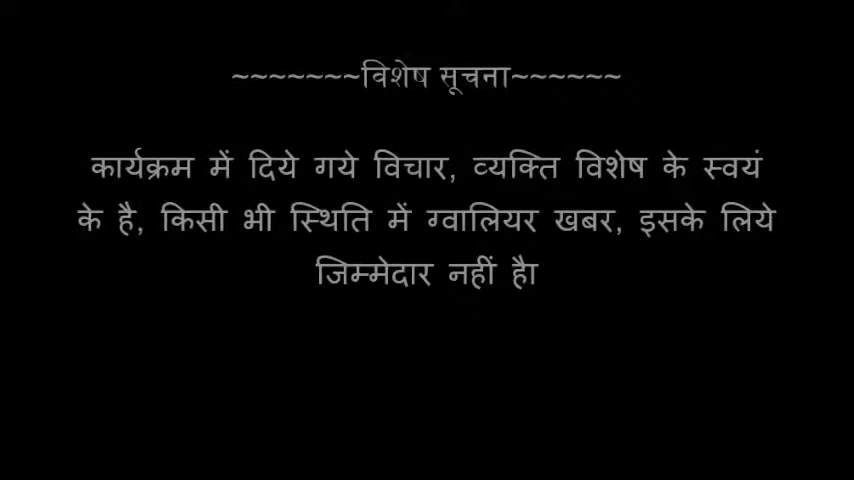 ~~~~~~~विशेष सूचना~~~~~~
कार्यक्रम में दिये गये विचार, व्यक्ति विशेष के स्वयं
के है, किसी भी स्थिति में ग्वालियर खबर, इसके लिये
जिम्मेदार नहीं हैा